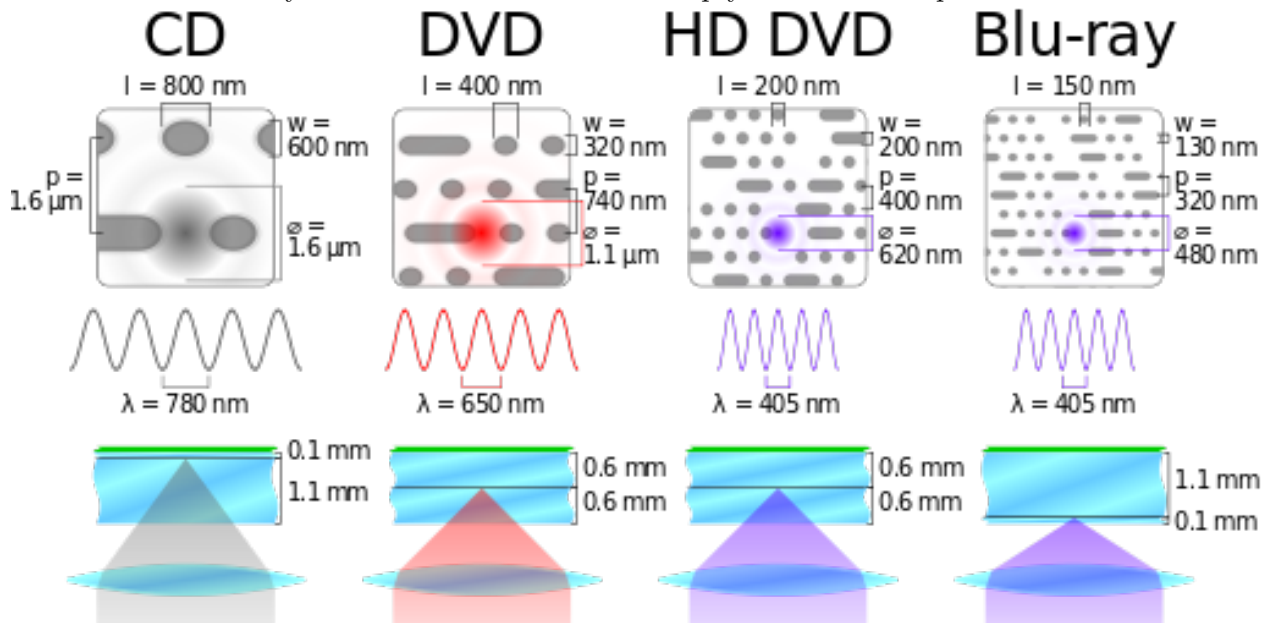 CD
DVD
HD DVD
Blu-ray
l = 800 nm
l = 400 nm
l = 200 nm
l = 150 nm
w =
600 nm
p =
1.6 µm
⌀ =
1.6 µm
w =
320 nm
p =
740 nm
⌀ =
1.1 µm
w =
200 nm
p =
400 nm
⌀ =
620 nm
w =
130 nm
p =
320 nm
⌀ =
480 nm
λ = 780 nm
λ = 650 nm
λ = 405 nm
λ = 405 nm
0.1 mm
1.1 mm
0.6 mm
0.6 mm
0.6 mm
0.6 mm
1.1 mm
0.1 mm